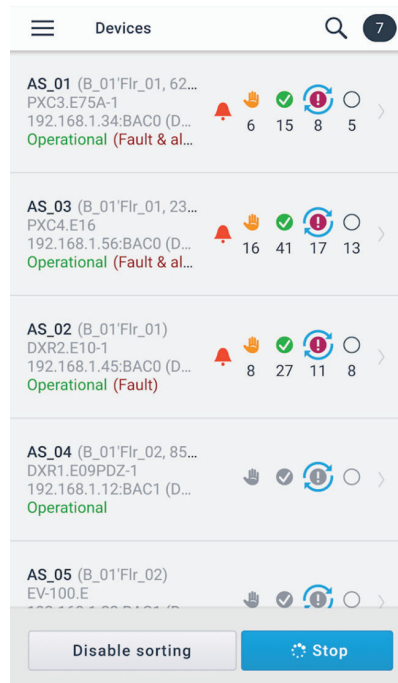 Devices 7
AS_01 (B_01'Flr_01, 62...
PXC3.E75A-1
192.168.1.34:BAC0 (D...
Operational (Fault & al...
6 15 8 5
AS_03 (B_01'Flr_01, 23...
PXC4.E16
192.168.1.56:BAC0 (D...
Operational (Fault & al...
16 41 17 13
AS_02 (B_01'Flr_01)
DXR2.E10-1
192.168.1.45:BAC0 (D...
Operational (Fault)
8 27 11 8
AS_04 (B_01'Flr_02, 85...
DXR1.E09PDZ-1
192.168.1.12:BAC1 (D...
Operational
AS_05 (B_01'Flr_02)
EV-100.E
Disable sorting
Stop